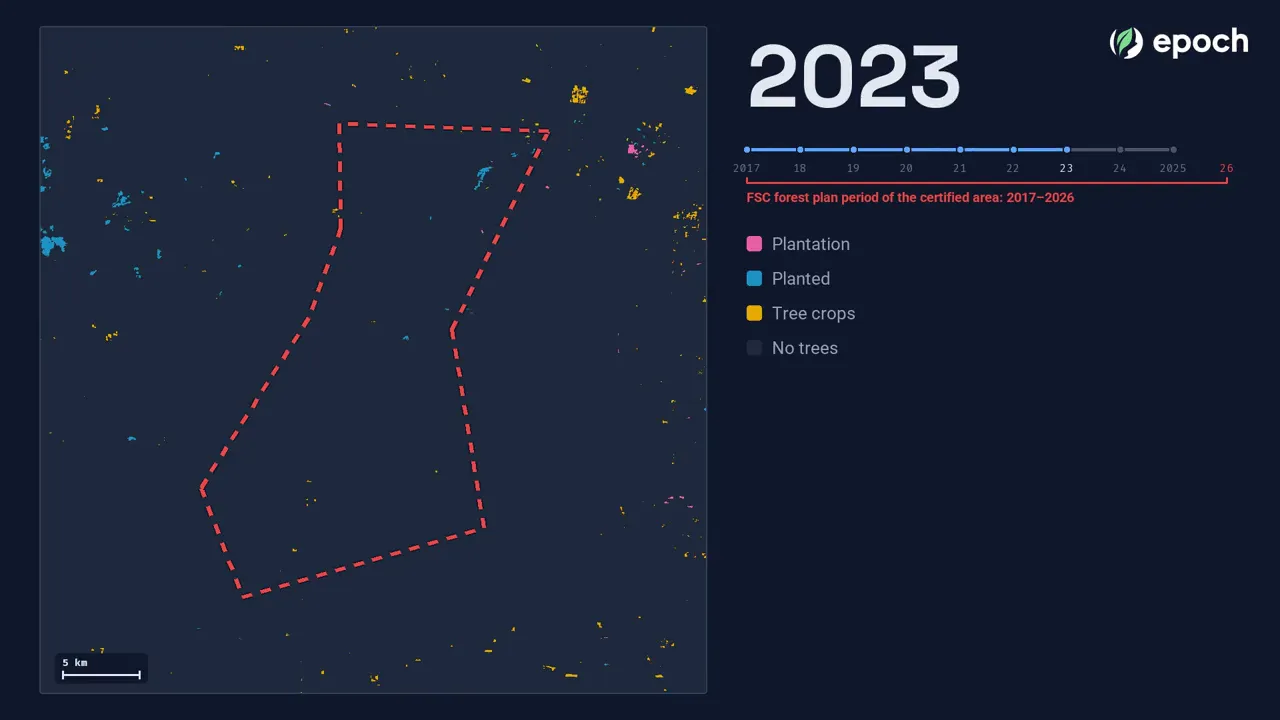 2023
epoch
2017 18 19 20 21 22 23 24 2025 26
FSC forest plan period of the certified area: 2017–2026
Plantation
Planted
Tree crops
No trees
5 km